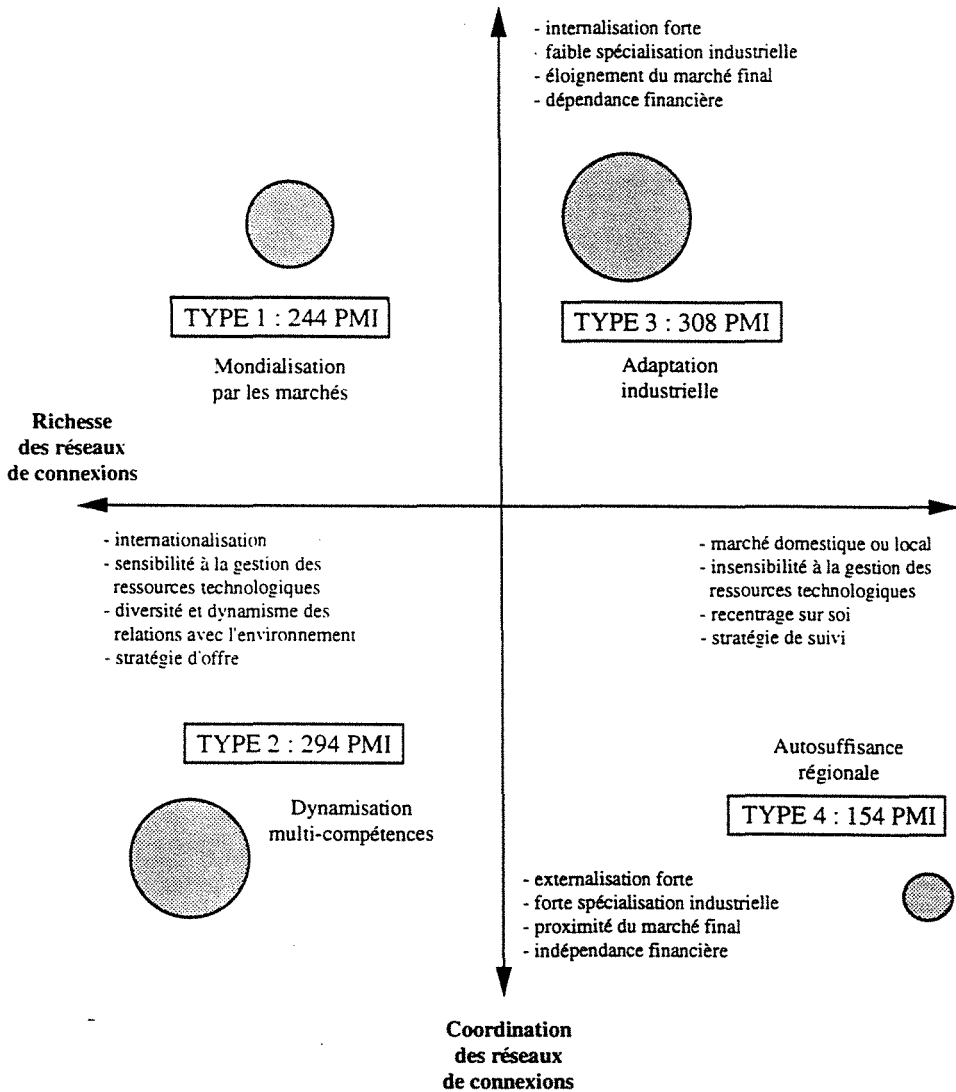 - internalisation forte
- faible spécialisation industrielle
- éloignement du marché final
- dépendance financière
TYPE 1 : 244 PMI
Mondialisation
par les marchés
TYPE 3 : 308 PMI
Adaptation
industrielle
Richesse
des réseaux
de connexions
- internationalisation
- sensibilité à la gestion des
ressources technologiques
- diversité et dynamisme des
relations avec l'environnement
- stratégie d'offre
- marché domestique ou local
- insensibilité à la gestion des
ressources technologiques
- recentrage sur soi
- stratégie de suivi
TYPE 2 : 294 PMI
Dynamisation
multi-compétences
Autosuffisance
régionale
TYPE 4 : 154 PMI
- externalisation forte
- forte spécialisation industrielle
- proximité du marché final
- indépendance financière
Coordination
des réseaux
de connexions